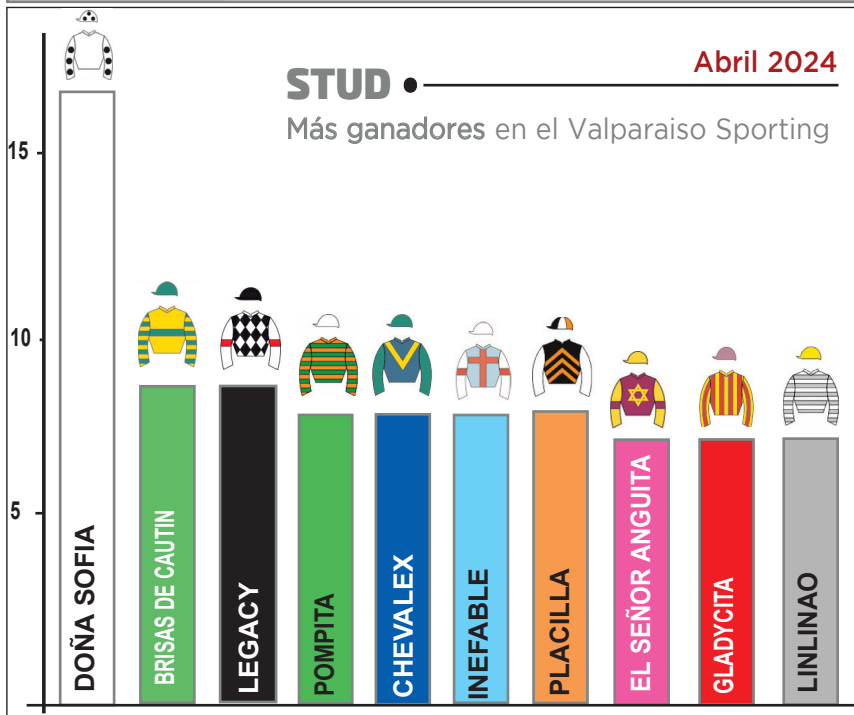 Abril 2024
STUD
Más ganadores en el Valparaiso Sporting
15
10
5
DOÑA SOFIA
BRISAS DE CAUTIN
LEGACY
POMPITA
CHEVALEX
INEFABLE
PLACILLA
EL SEÑOR ANGUITA
GLADYCITA
LINLINAO